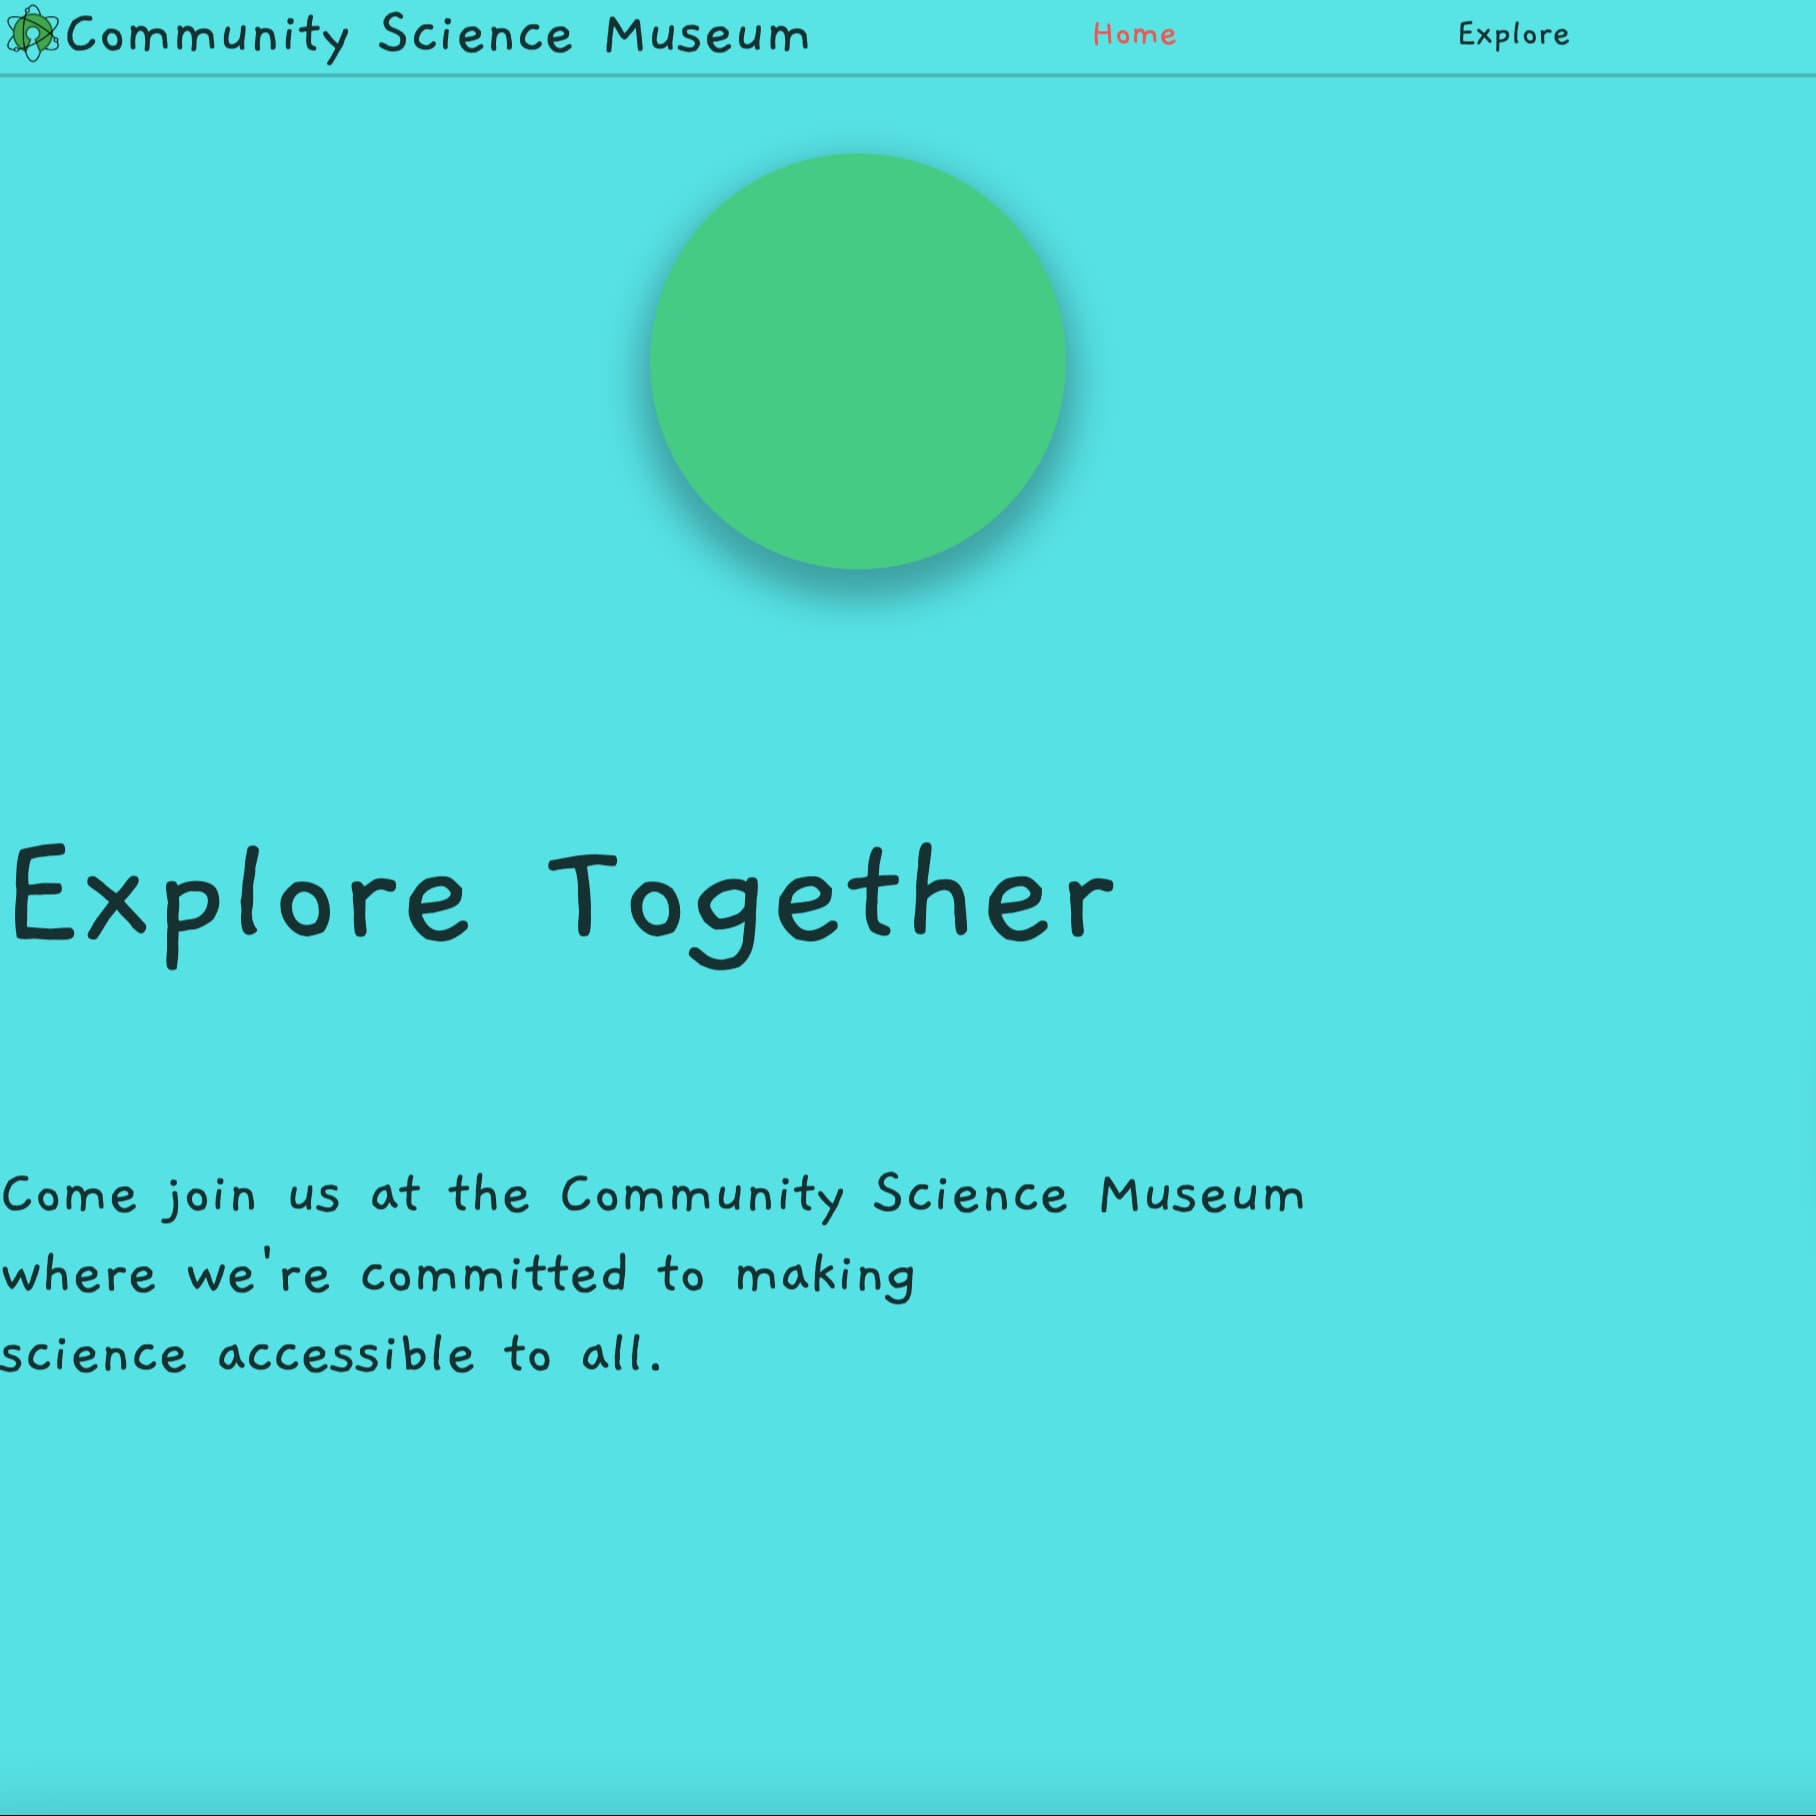 Community Science Museum
Home
Explore
Explore Together
Come join us at the Community Science Museum
where we're committed to making
science accessible to all.